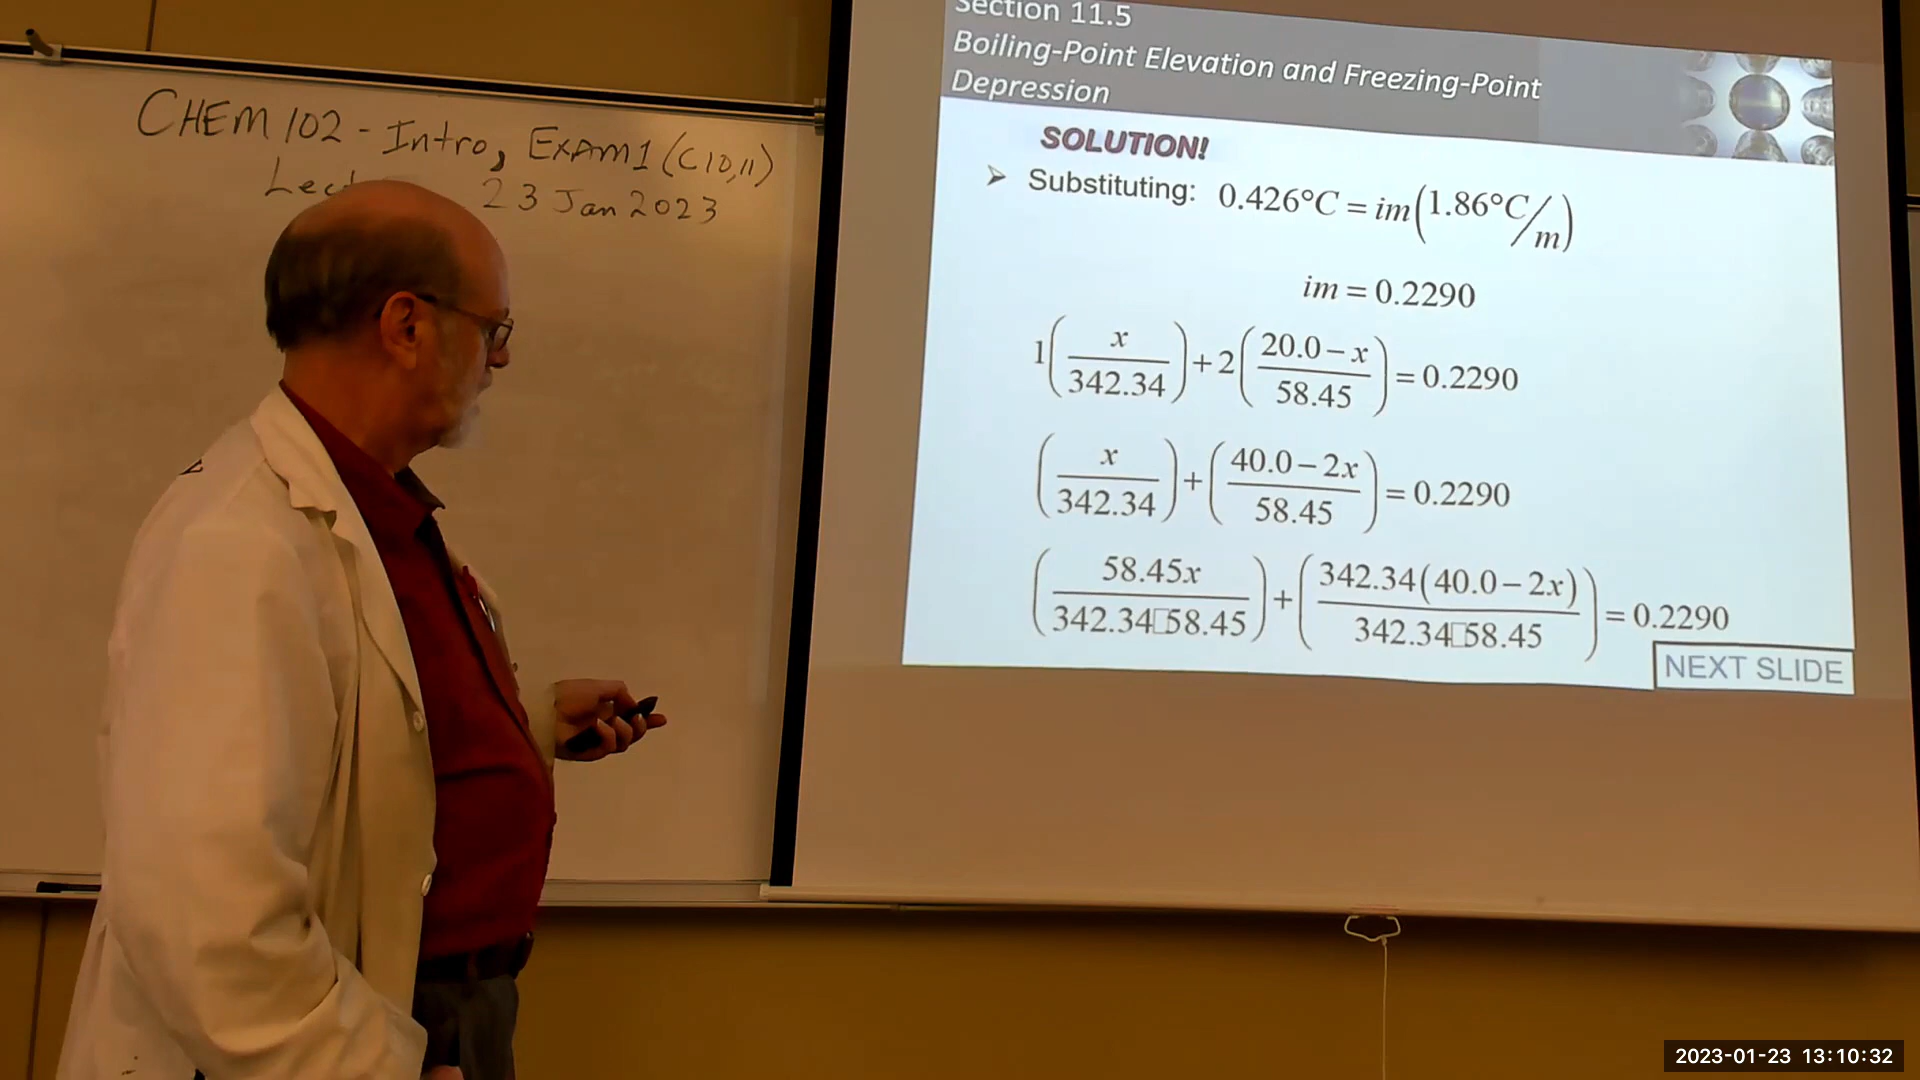 CHEM 102 - Intro, EXAM 1 (C10,11)
23 Jan 2023
Section 11.5
Boiling-Point Elevation and Freezing-Point
Depression
SOLUTION!
➢ Substituting: 0.426°C = im(1.86°C/m)
im = 0.2290
1(x/342.34) + 2(20.0 − x/58.45) = 0.2290
(x/342.34) + (40.0 − 2x/58.45) = 0.2290
(58.45x/342.34□58.45) + (342.34(40.0 − 2x)/342.34□58.45) = 0.2290
NEXT SLIDE
2023-01-23 13:10:32